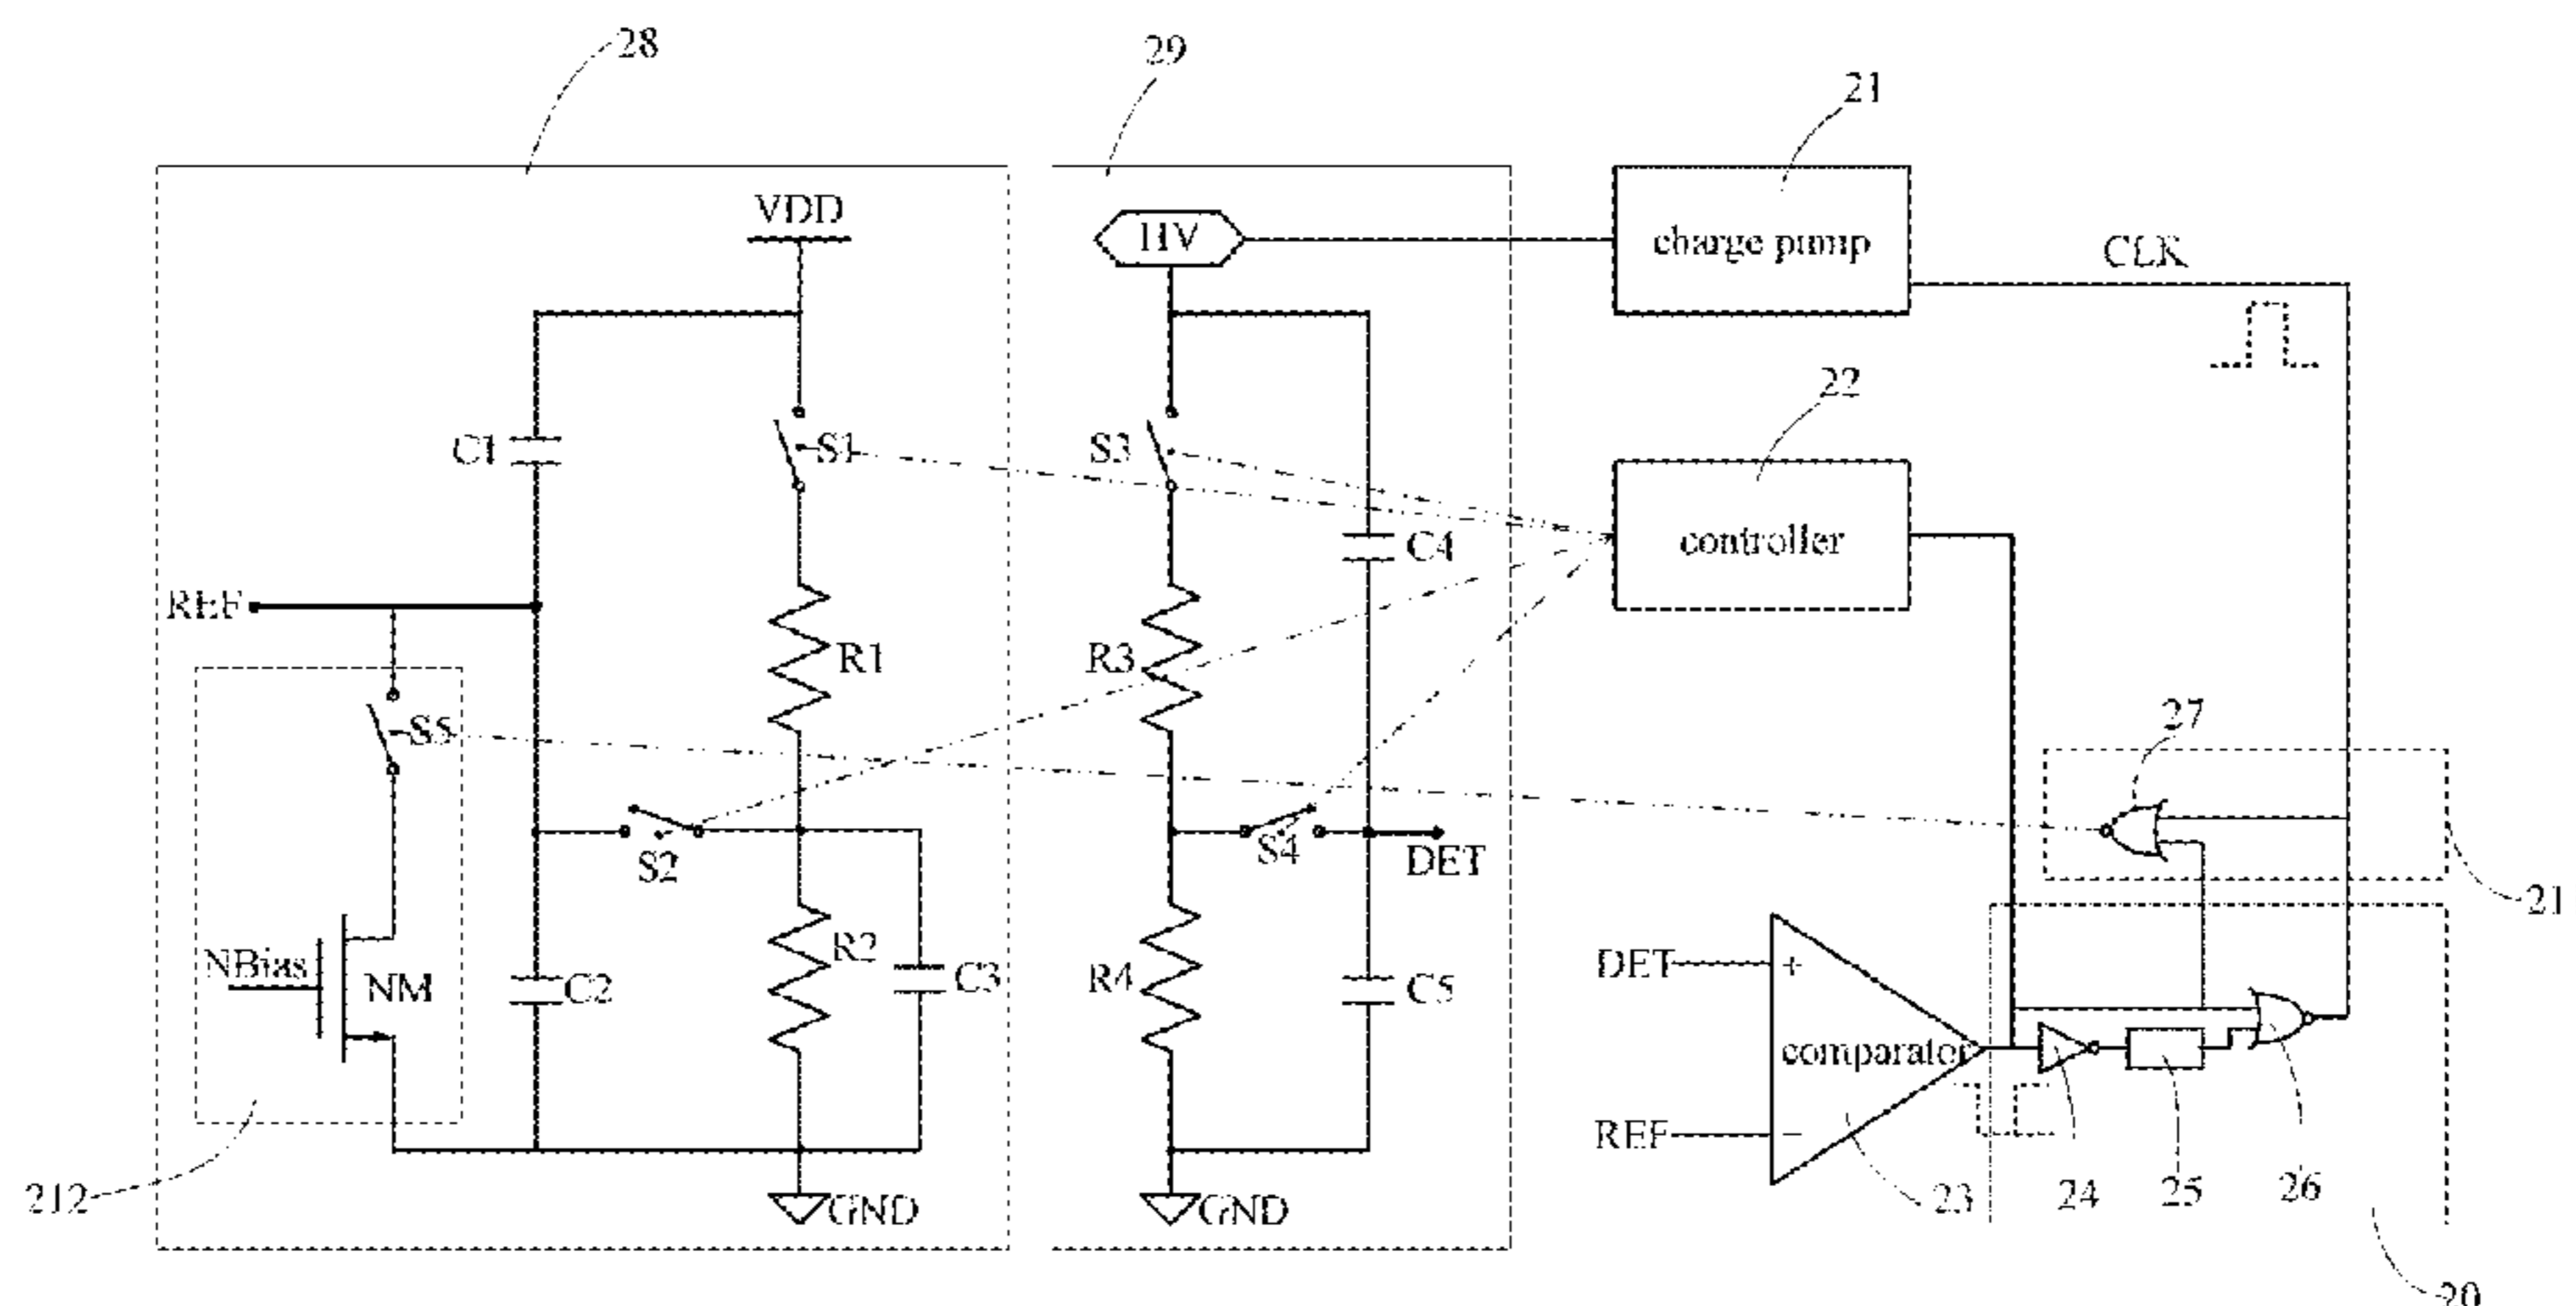 28
29
21
VDD
HV
charge pump
CLK
22
C1
S1
S3
controller
C4
REF
R1
R3
27
S5
S2
S4
DET
21
NBias
NM
C2
R2
C3
R4
C5
DET
+
comparator
REF
−
212
GND
GND
23
24
25
26
20